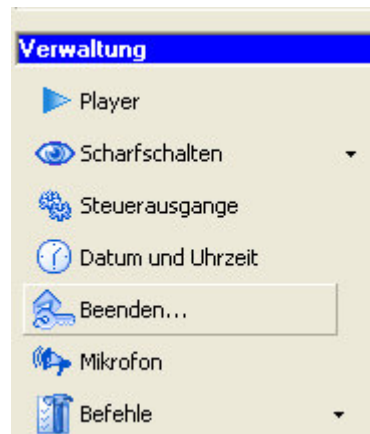 Verwaltung
Player
Scharfschalten
Steuerausgange
Datum und Uhrzeit
Beenden...
Mikrofon
Befehle